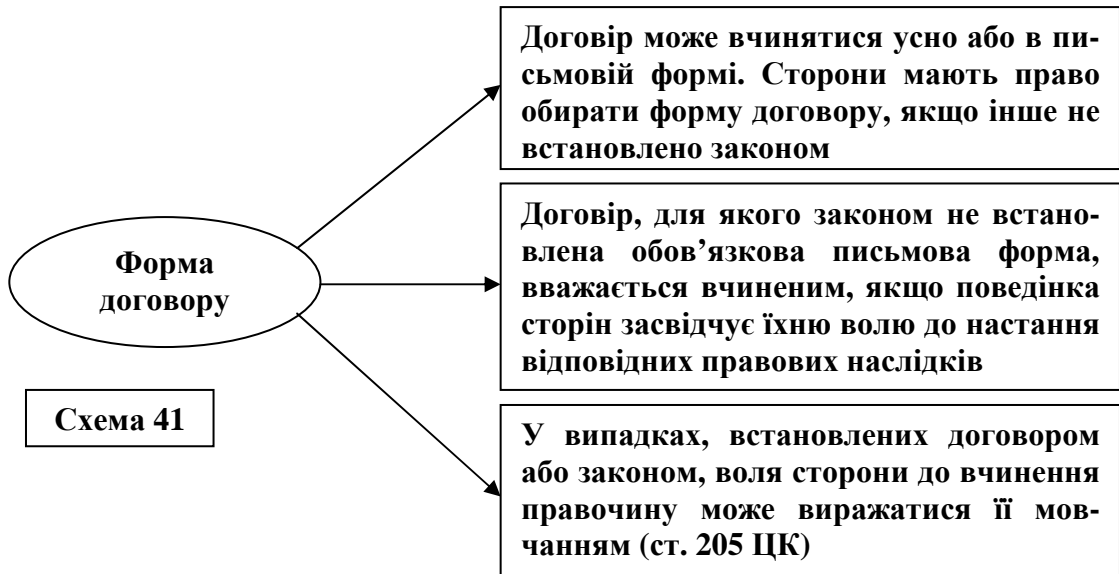 Договір може вчинятися усно або в пи-
сьмовій формі. Сторони мають право
обирати форму договору, якщо інше не
встановлено законом
Договір, для якого законом не встано-
влена обов’язкова письмова форма,
вважається вчиненим, якщо поведінка
сторін засвідчує їхню волю до настання
відповідних правових наслідків
Форма
договору
Схема 41
У випадках, встановлених договором
або законом, воля сторони до вчинення
правочину може виражатися її мов-
чанням (ст. 205 ЦК)